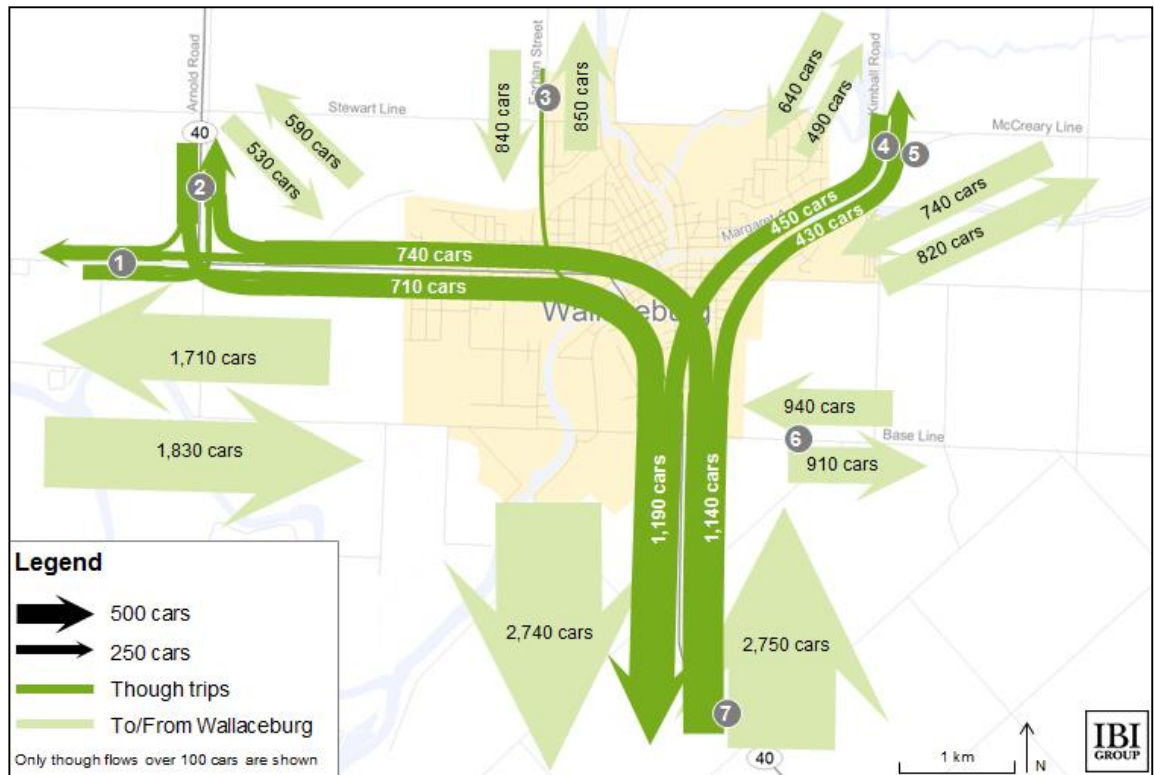 Arnold Road
Stewart Line
40
840 cars
Forhan Street
850 cars
640 cars
490 cars
Kimball Road
McCreary Line
590 cars
530 cars
3
4
5
2
1
Margaret A
450 cars
430 cars
740 cars
820 cars
740 cars
710 cars
Wallaceburg
1,710 cars
1,830 cars
940 cars
6
Base Line
910 cars
1,190 cars
1,140 cars
2,740 cars
2,750 cars
7
40
Legend
500 cars
250 cars
Though trips
To/From Wallaceburg
Only though flows over 100 cars are shown
1 km
N
IBI
GROUP